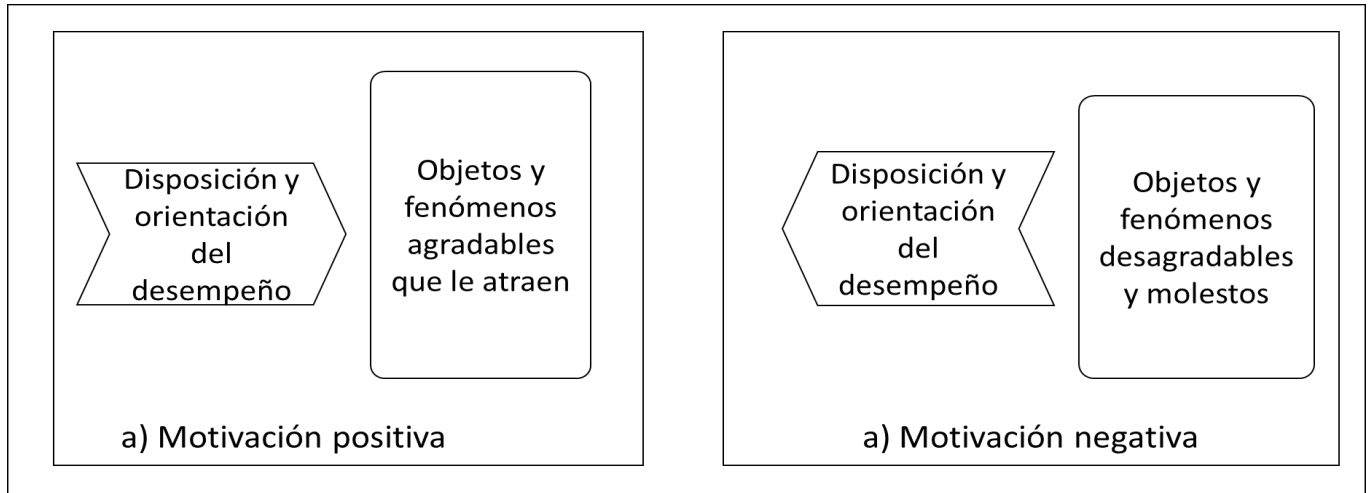 Disposición y
orientación
del
desempeño
Objetos y
fenómenos
agradables
que le atraen
a) Motivación positiva
Disposición y
orientación
del
desempeño
Objetos y
fenómenos
desagradables
y molestos
a) Motivación negativa